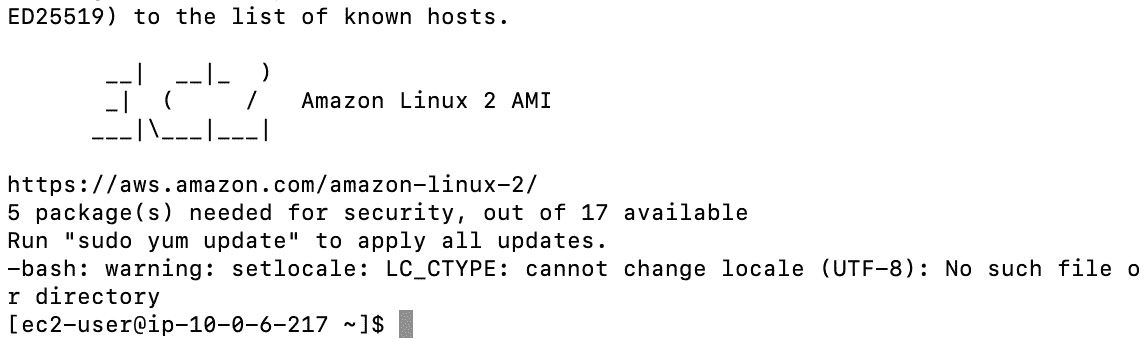 ED25519) to the list of known hosts.
       __|  __|_  )
       _|  (     /   Amazon Linux 2 AMI
      ___|\___|___|
https://aws.amazon.com/amazon-linux-2/
5 package(s) needed for security, out of 17 available
Run "sudo yum update" to apply all updates.
-bash: warning: setlocale: LC_CTYPE: cannot change locale (UTF-8): No such file o
r directory
[ec2-user@ip-10-0-6-217 ~]$